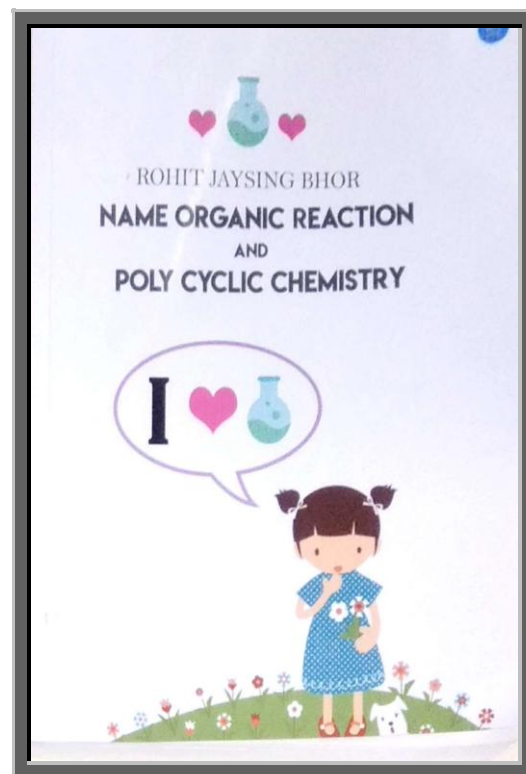 ROHIT JAYSING BHOR
NAME ORGANIC REACTION
AND
POLY CYCLIC CHEMISTRY
I